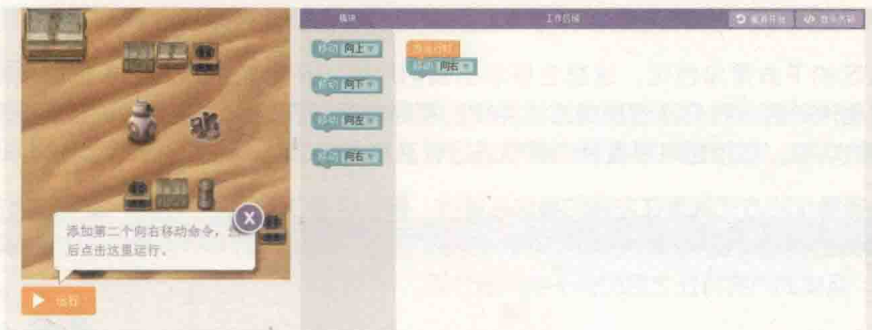 模块
工作区域
重新开始
显示代码
移动 向上
移动 向下
移动 向左
移动 向右
当运行时
移动 向右
添加第二个向右移动命令，然
后点击这里运行。
X
运行